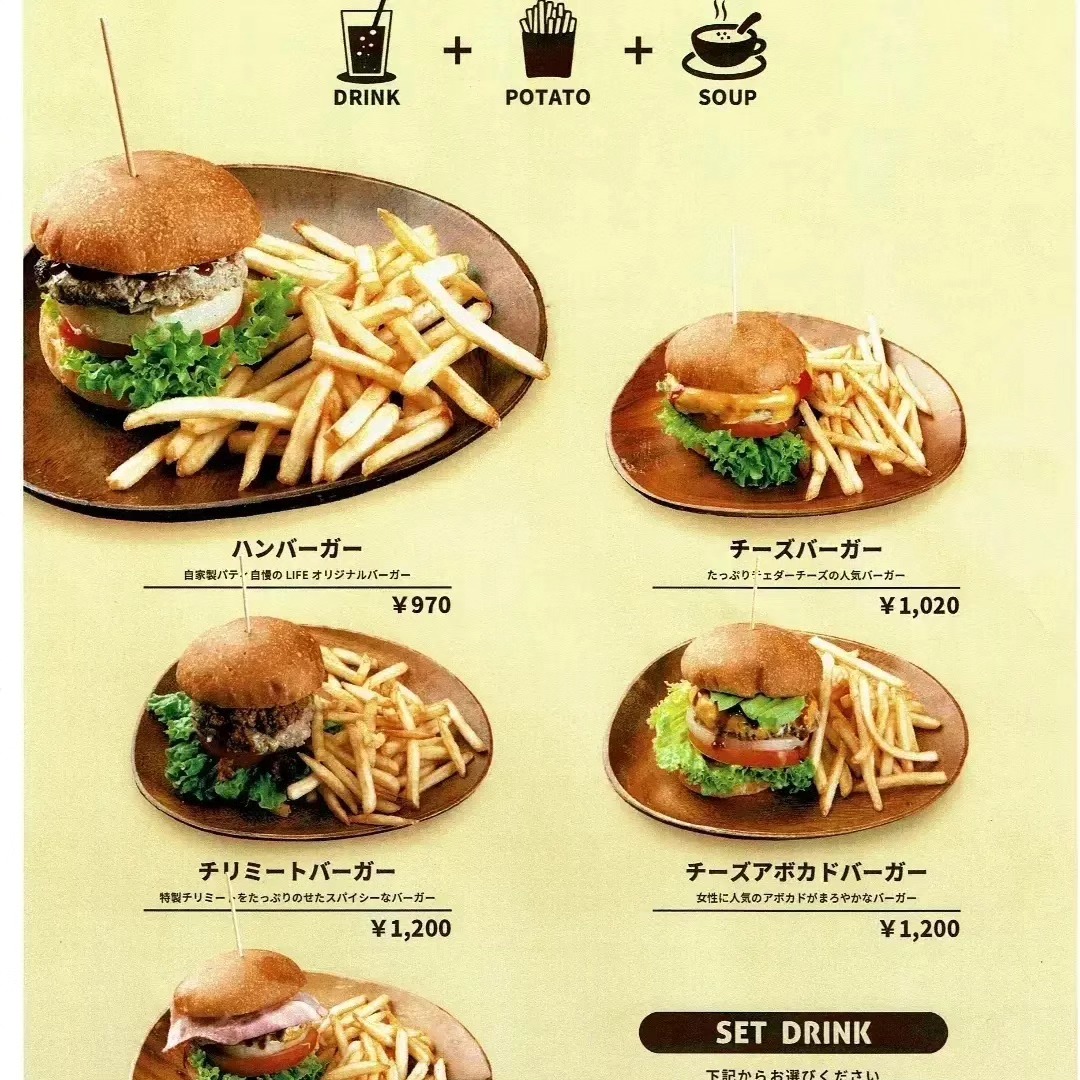 DRINK + POTATO + SOUP
ハンバーガー
自家製パティ自慢の LIFE オリジナルバーガー
¥970
チーズバーガー
たっぷりチェダーチーズの人気バーガー
¥1,020
チリミートバーガー
特製チリミートをたっぷりのせたスパイシーなバーガー
¥1,200
チーズアボカドバーガー
女性に人気のアボカドがまろやかなバーガー
¥1,200
SET DRINK
下記からお選びください